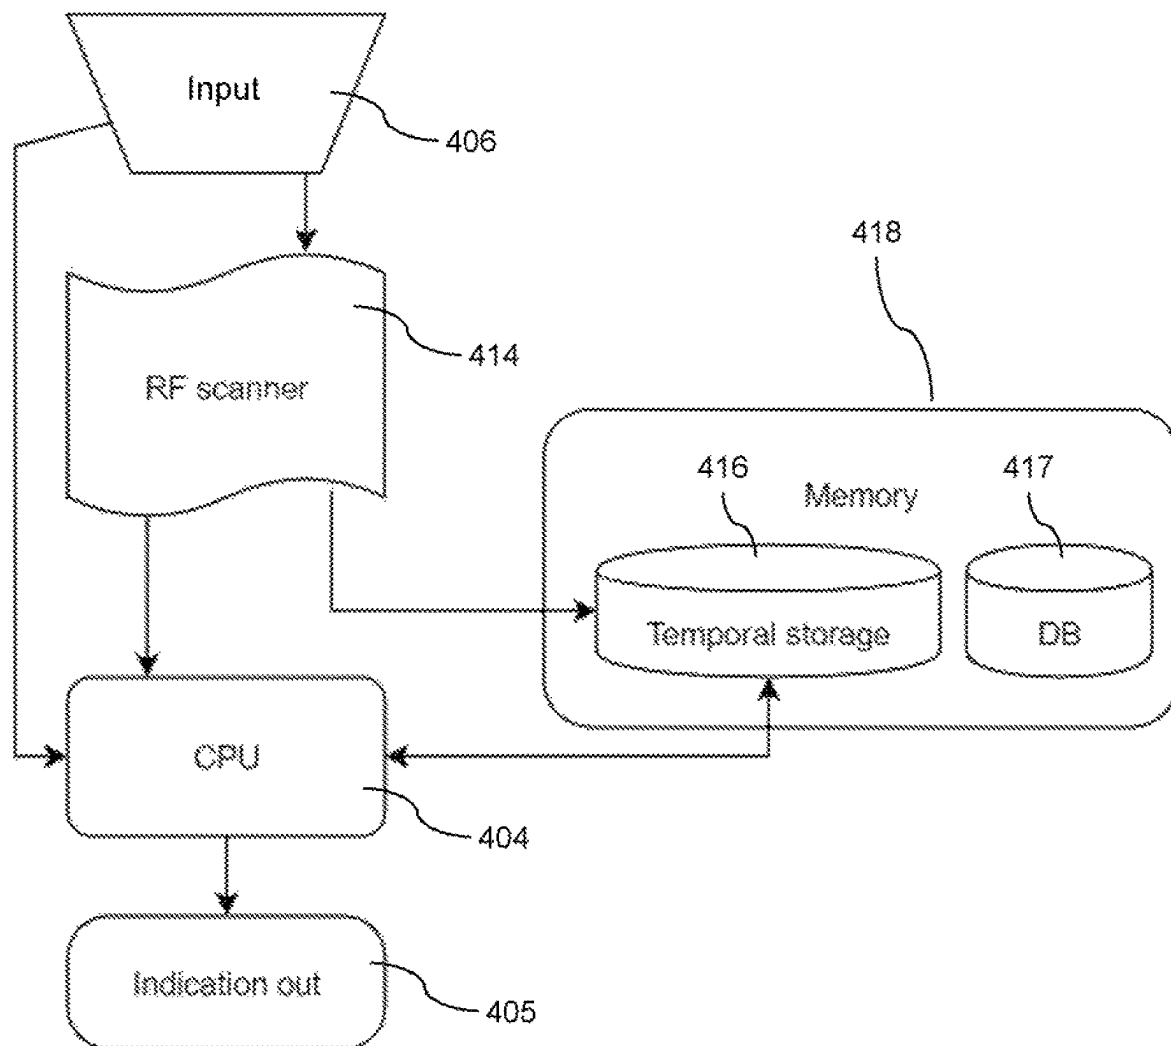 Input
406
418
414
RF scanner
416
417
Memory
Temporal storage
DB
CPU
404
Indication out
405